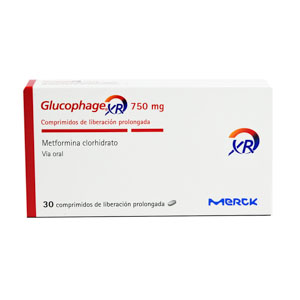 Glucophage XR 750 mg
Comprimidos de liberación prolongada
Metformina clorhidrato
Vía oral
XR
30 comprimidos de liberación prolongada
Merck